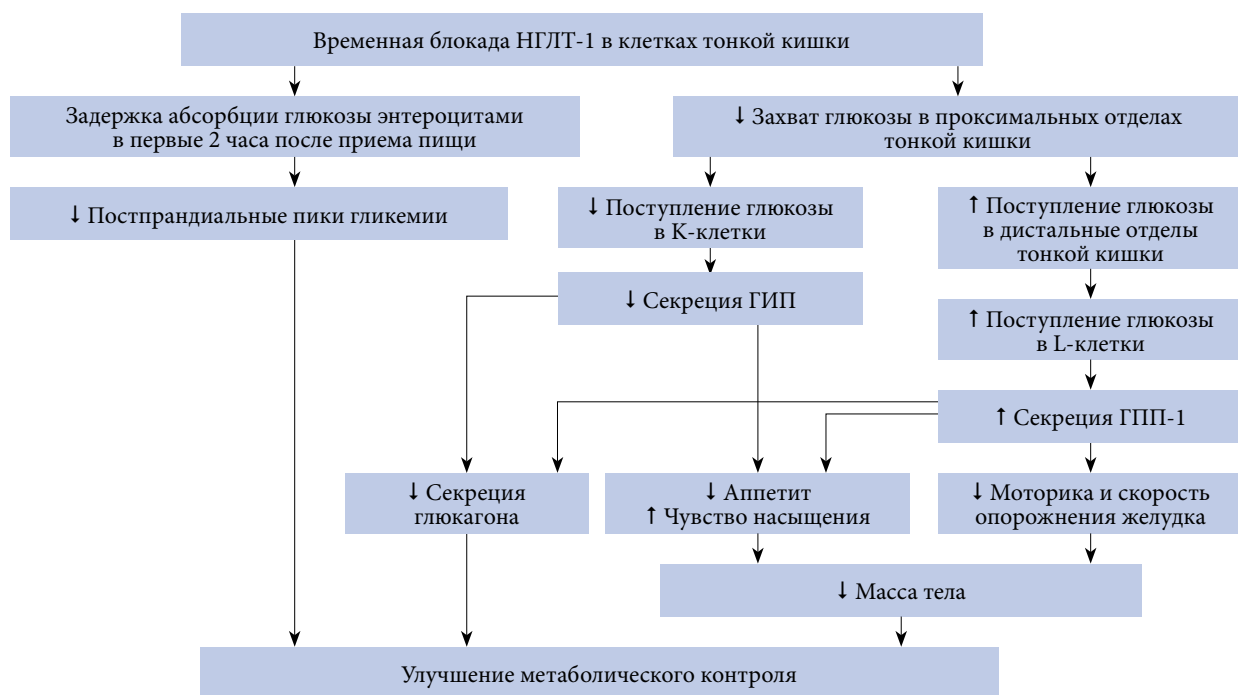 Временная блокада НГЛТ-1 в клетках тонкой кишки
Задержка абсорбции глюкозы энтероцитами
в первые 2 часа после приема пищи
↓ Захват глюкозы в проксимальных отделах
тонкой кишки
↓ Постпрандиальные пики гликемии
↓ Поступление глюкозы
в К-клетки
↑ Поступление глюкозы
в дистальные отделы
тонкой кишки
↓ Секреция ГИП
↑ Поступление глюкозы
в L-клетки
↑ Секреция ГПП-1
↓ Секреция
глюкагона
↓ Аппетит
↑ Чувство насыщения
↓ Моторика и скорость
опорожнения желудка
↓ Масса тела
Улучшение метаболического контроля